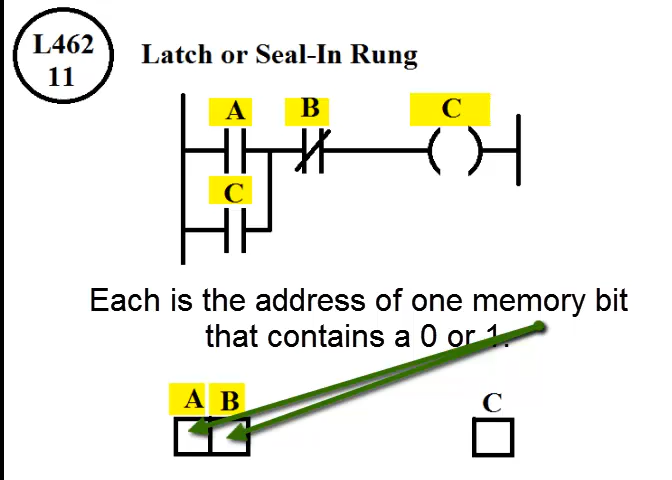 L462
11
Latch or Seal-In Rung
A B C
C
Each is the address of one memory bit
that contains a 0 or 1.
A B C